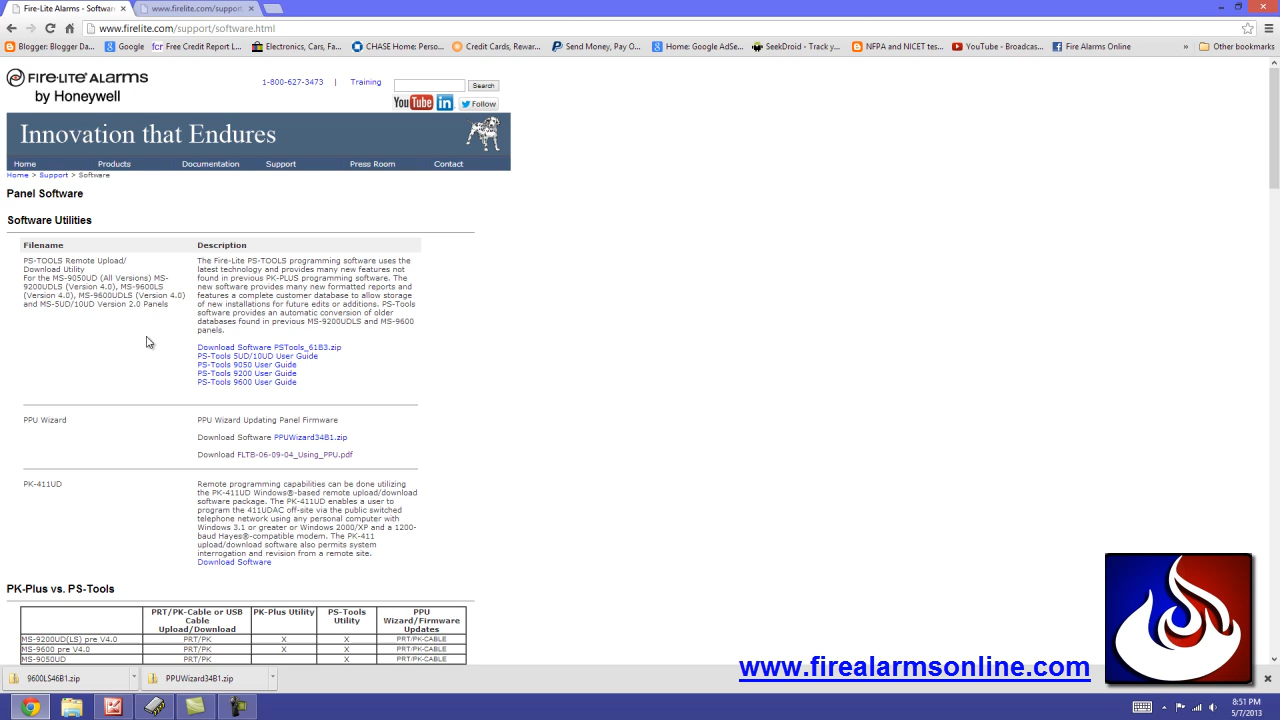 Fire-Lite Alarms - Softwar
www.firelite.com/support/
www.firelite.com/support/software.html
Blogger: Blogger Da...
Google
Free Credit Report L...
Electronics, Cars, Fa...
CHASE Home: Perso...
Credit Cards, Rewar...
Send Money, Pay O...
Home: Google AdSe...
SeekDroid - Track y...
NFPA and NICET tes...
YouTube - Broadcas...
Fire Alarms Online
»
Other bookmarks
FIRE-LITE ALARMS
by Honeywell
1-800-627-3473 | Training
Search
YouTube
in
Follow
Innovation that Endures
Home Products Documentation Support Press Room Contact
Home > Support > Software
Panel Software
Software Utilities
Filename
Description
PS-TOOLS Remote Upload/
Download Utility
For the MS-9050UD (All Versions) MS-
9200UDLS (Version 4.0), MS-9600LS
(Version 4.0), MS-9600UDLS (Version 4.0)
and MS-5UD/10UD Version 2.0 Panels
The Fire-Lite PS-TOOLS programming software uses the
latest technology and provides many new features not
found in previous PK-PLUS programming software. The
new software provides many new formatted reports and
features a complete customer database to allow storage
of new installations for future edits or additions. PS-Tools
software provides an automatic conversion of older
databases found in previous MS-9200UDLS and MS-9600
panels.
Download Software PSTools_61B3.zip
PS-Tools 5UD/10UD User Guide
PS-Tools 9050 User Guide
PS-Tools 9200 User Guide
PS-Tools 9600 User Guide
PPU Wizard
PPU Wizard Updating Panel Firmware
Download Software PPUWizard34B1.zip
Download FLTB-06-09-04_Using_PPU.pdf
PK-411UD
Remote programming capabilities can be done utilizing
the PK-411UD Windows®-based remote upload/download
software package. The PK-411UD enables a user to
program the 411UDAC off-site via the public switched
telephone network using any personal computer with
Windows 3.1 or greater or Windows 2000/XP and a 1200-
baud Hayes®-compatible modem. The PK-411
upload/download software also permits system
interrogation and revision from a remote site.
Download Software
PK-Plus vs. PS-Tools
PRT/PK-Cable or USB
Cable
Upload/Download
PK-Plus Utility
PS-Tools
Utility
PPU
Wizard/Firmware
Updates
MS-9200UD(LS) pre V4.0 PRT/PK X X PRT/PK-CABLE
MS-9600 pre V4.0 PRT/PK X X PRT/PK-CABLE
MS-9050UD PRT/PK X PRT/PK-CABLE
www.firealarmsonline.com
9600LS46B1.zip
PPUWizard34B1.zip
8:51 PM
5/7/2013